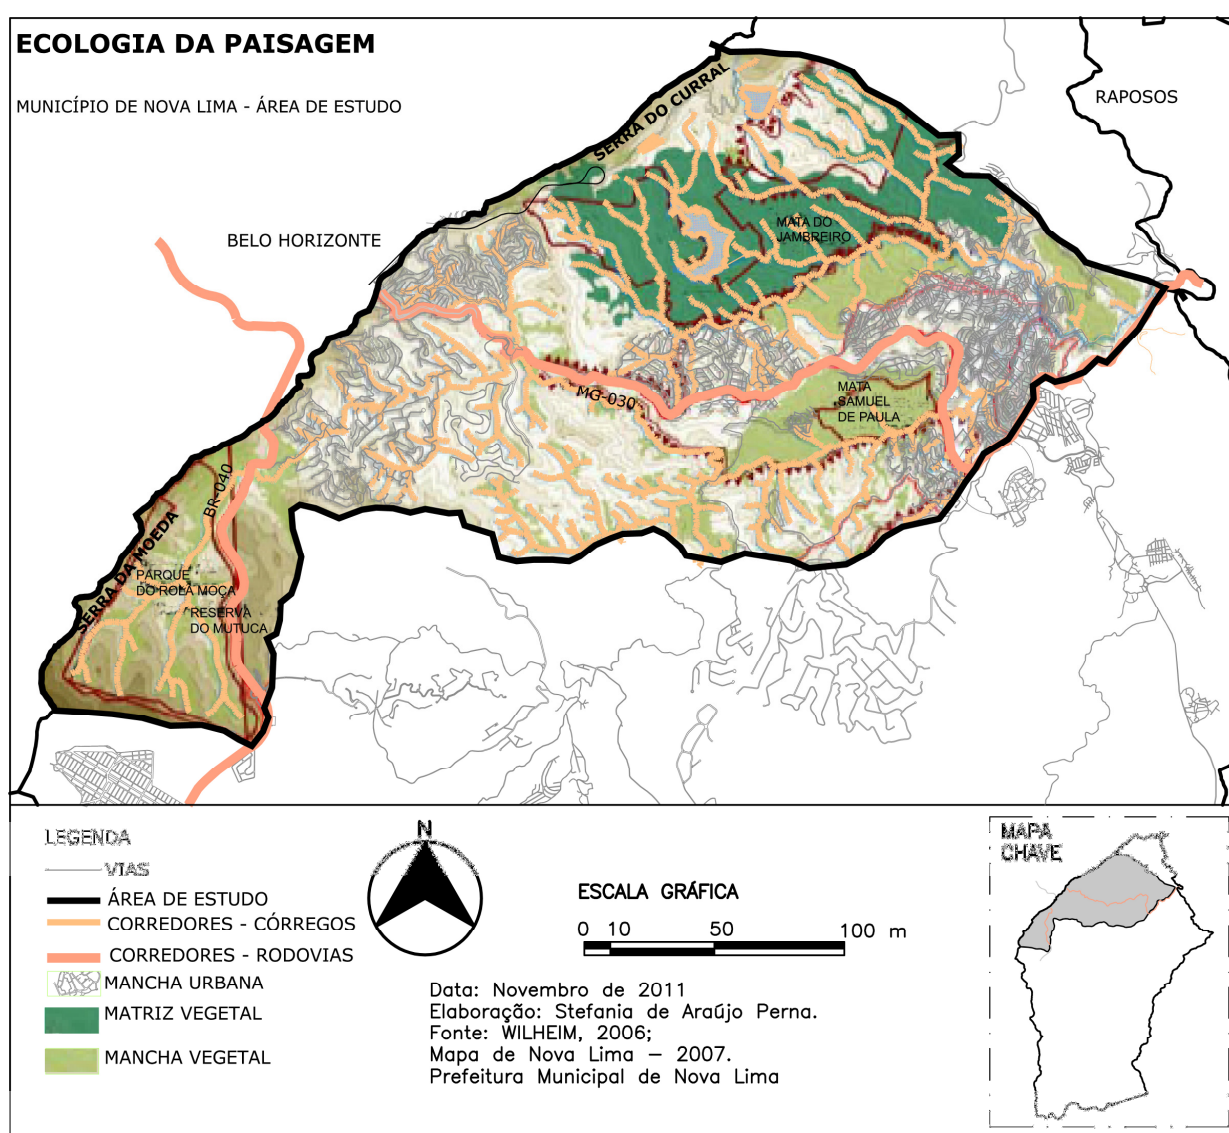 ECOLOGIA DA PAISAGEM
MUNICÍPIO DE NOVA LIMA - ÁREA DE ESTUDO
RAPOSOS
SERRA DO CURRAL
BELO HORIZONTE
MATA DO
JAMBREIRO
MG-030
MATA
SAMUEL
DE PAULA
BR-040
SERRA DA MOEDA
PARQUE
DO ROLA MOÇA
RESERVA
DO MUTUCA
LEGENDA
VIAS
ÁREA DE ESTUDO
CORREDORES - CÓRREGOS
CORREDORES - RODOVIAS
MANCHA URBANA
MATRIZ VEGETAL
MANCHA VEGETAL
N
ESCALA GRÁFICA
0 10 50 100 m
Data: Novembro de 2011
Elaboração: Stefania de Araújo Perna.
Fonte: WILHEIM, 2006;
Mapa de Nova Lima – 2007.
Prefeitura Municipal de Nova Lima
MAPA
CHAVE